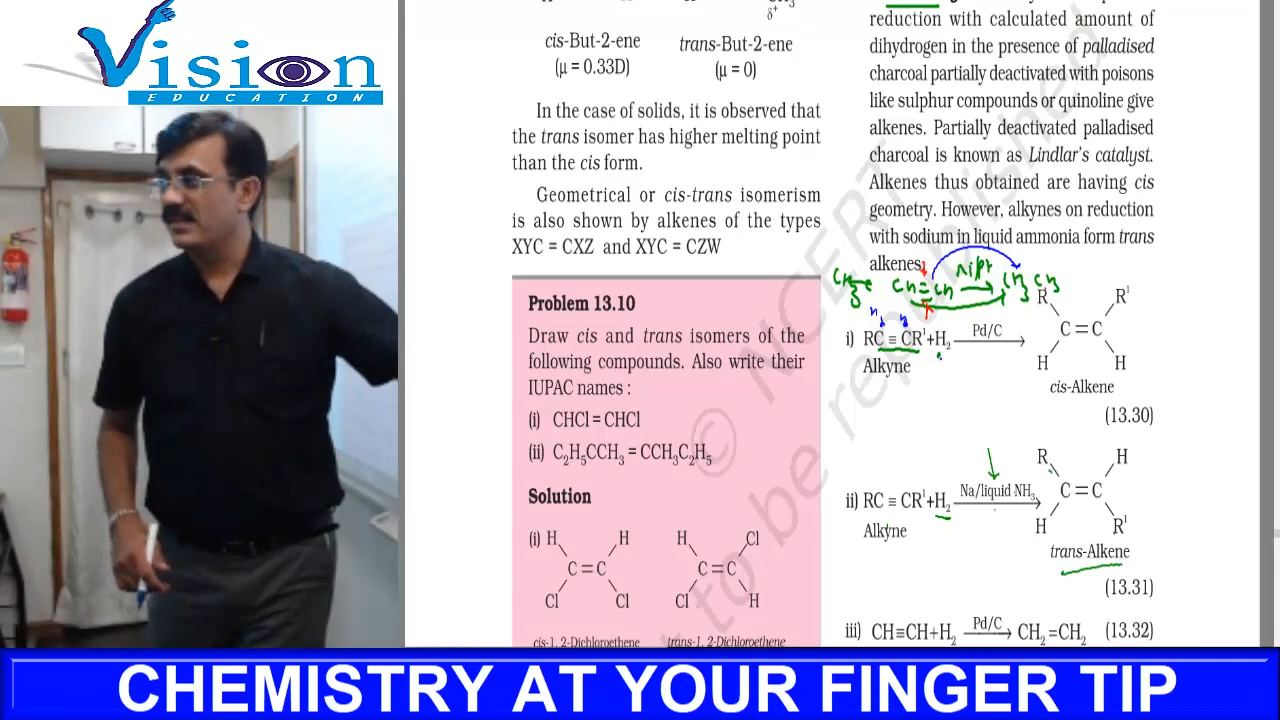 Vision
EDUCATION
δ+
cis-But-2-ene
trans-But-2-ene
(μ = 0.33D)
(μ = 0)
In the case of solids, it is observed that
the trans isomer has higher melting point
than the cis form.
Geometrical or cis-trans isomerism
is also shown by alkenes of the types
XYC = CXZ and XYC = CZW
Problem 13.10
Draw cis and trans isomers of the
following compounds. Also write their
IUPAC names :
(i) CHCl = CHCl
(ii) C₂H₅CCH₃ = CCH₃C₂H₅
Solution
(i) H H H Cl
C = C C = C
Cl Cl Cl H
cis-1, 2-Dichloroethene trans-1, 2-Dichloroethene
reduction with calculated amount of
dihydrogen in the presence of palladised
charcoal partially deactivated with poisons
like sulphur compounds or quinoline give
alkenes. Partially deactivated palladised
charcoal is known as Lindlar's catalyst.
Alkenes thus obtained are having cis
geometry. However, alkynes on reduction
with sodium in liquid ammonia form trans
alkenes.
R R¹
i) RC ≡ CR¹+H₂ Pd/C C = C
Alkyne H H
cis-Alkene
(13.30)
R H
ii) RC ≡ CR¹+H₂ Na/liquid NH₃ C = C
Alkyne H R¹
trans-Alkene
(13.31)
iii) CH≡CH+H₂ Pd/C CH₂=CH₂ (13.32)
© NCERT
to be republished
CHEMISTRY AT YOUR FINGER TIP